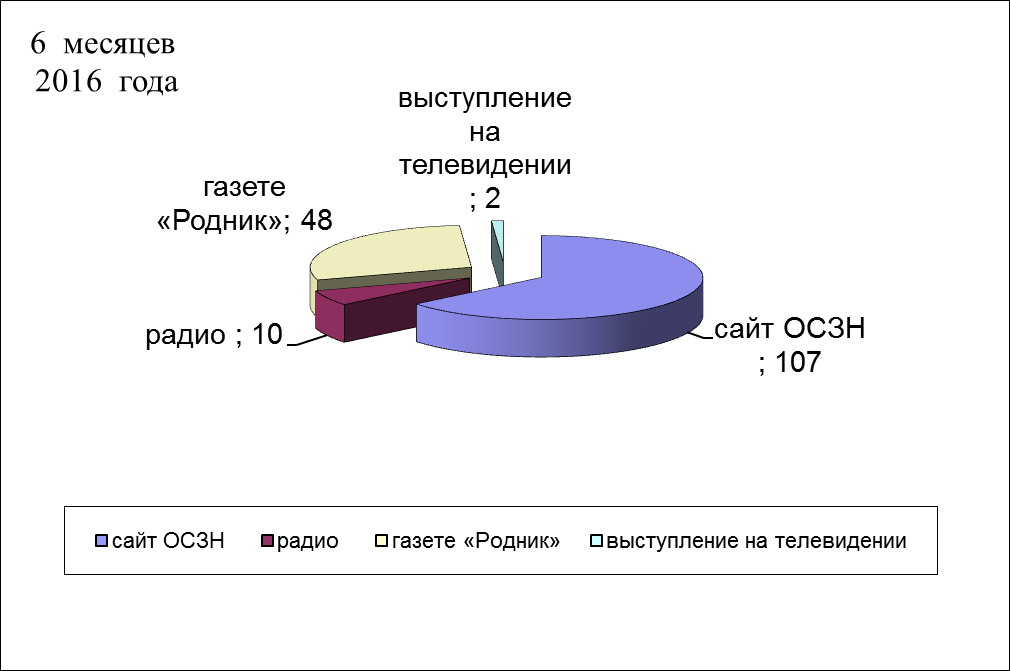 6 месяцев
2016 года
выступление
на
телевидении
; 2
газете
«Родник»; 48
радио ; 10
сайт ОСЗН
; 107
сайт ОСЗН
радио
газете «Родник»
выступление на телевидении